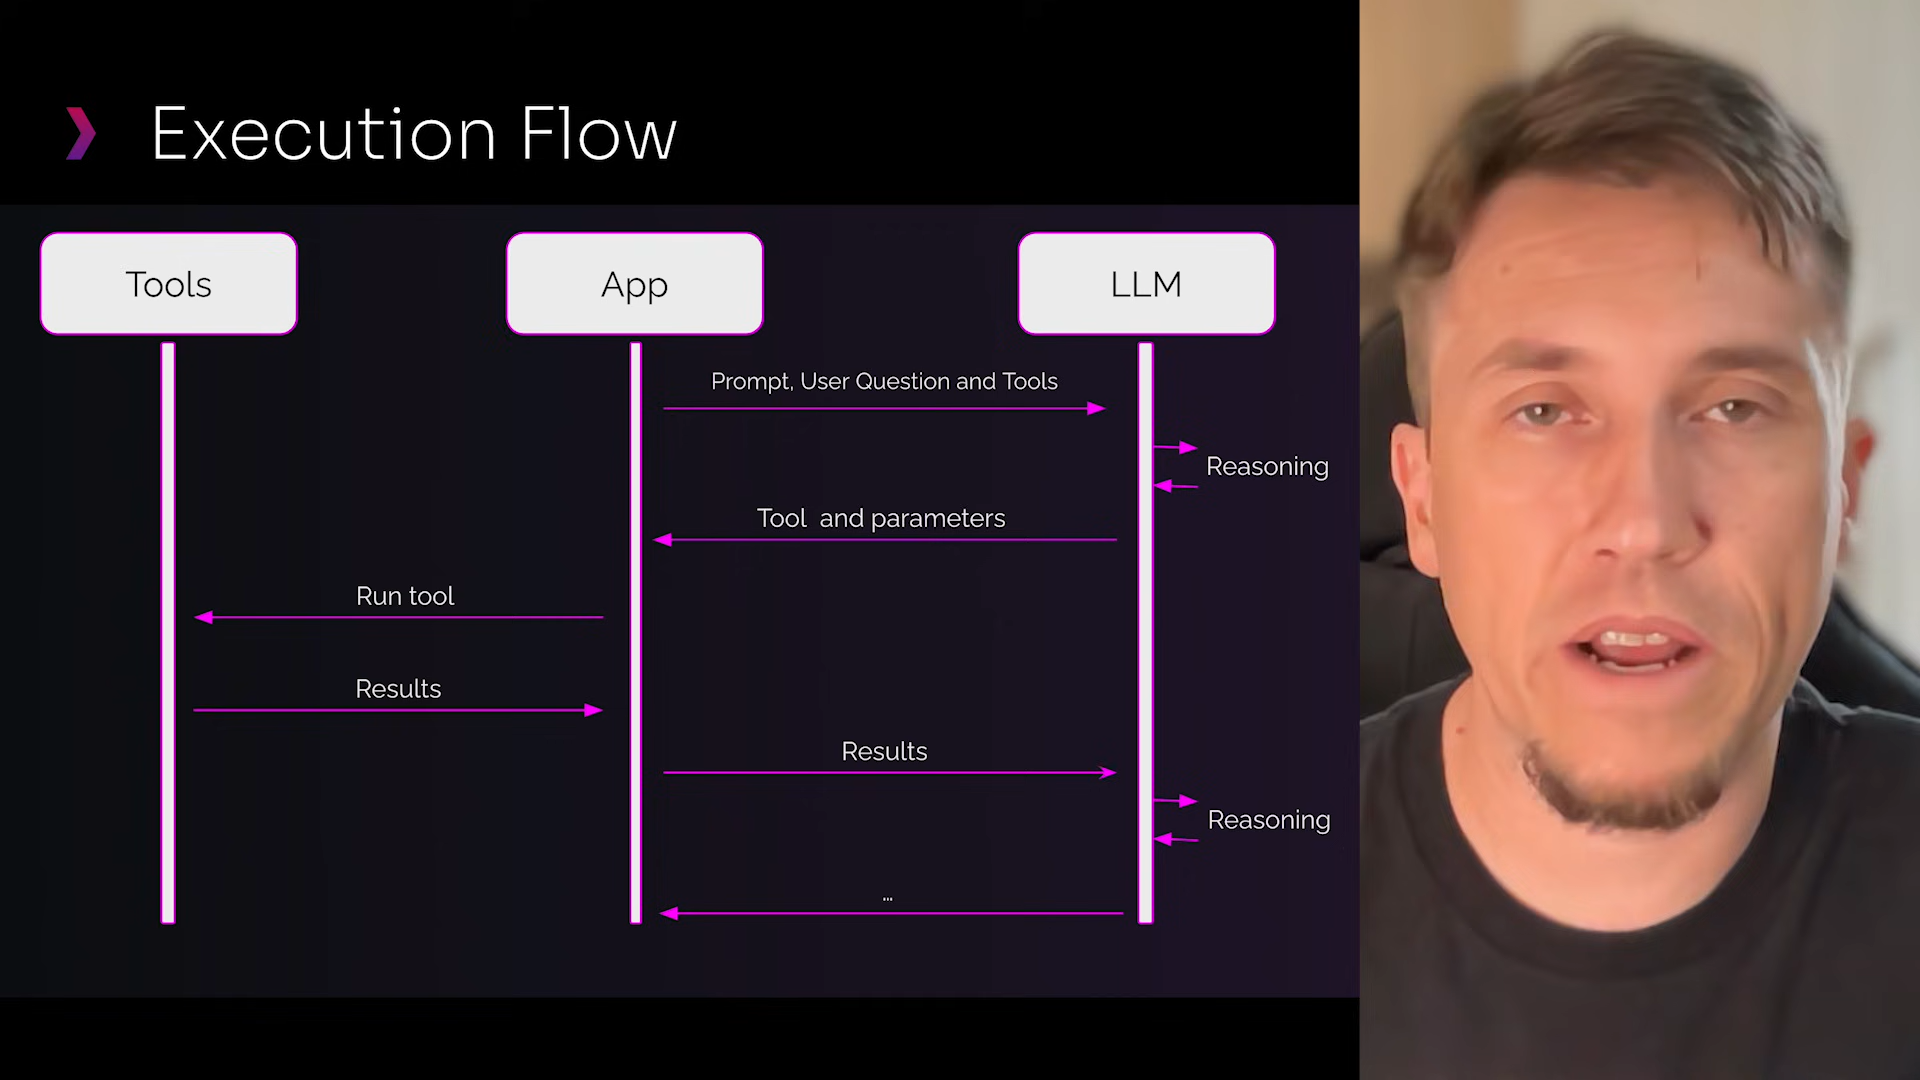 Execution Flow
Tools
App
LLM
Prompt, User Question and Tools
Reasoning
Tool and parameters
Run tool
Results
Results
Reasoning
...